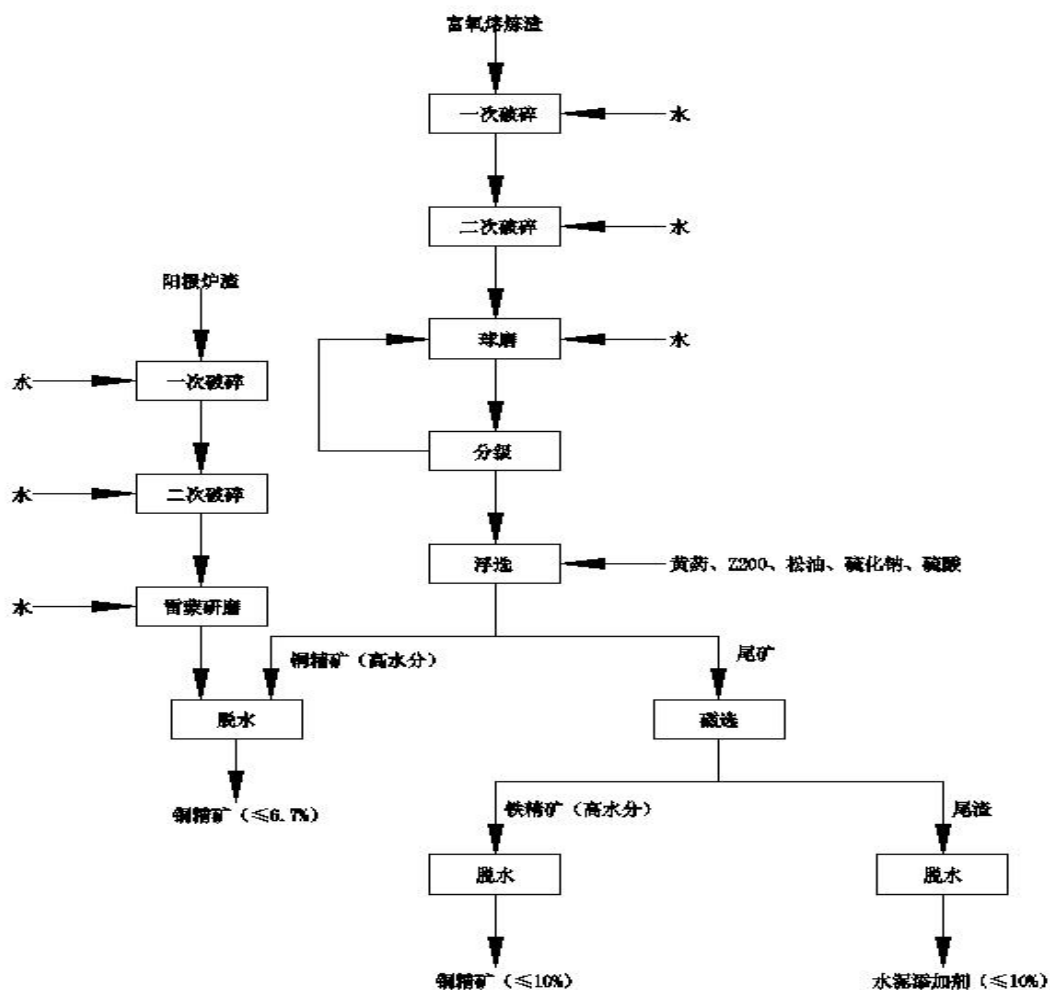 富氧熔炼渣
一次破碎
水
二次破碎
水
阳极炉渣
球磨
水
水
一次破碎
分级
水
二次破碎
浮选
黄药、Z200、松油、硫化钠、硫酸
水
雷蒙研磨
铜精矿（高水分）
尾矿
脱水
磁选
铜精矿（≤6.7%）
铁精矿（高水分）
尾渣
脱水
脱水
铜精矿（≤10%）
水泥添加剂（≤10%）